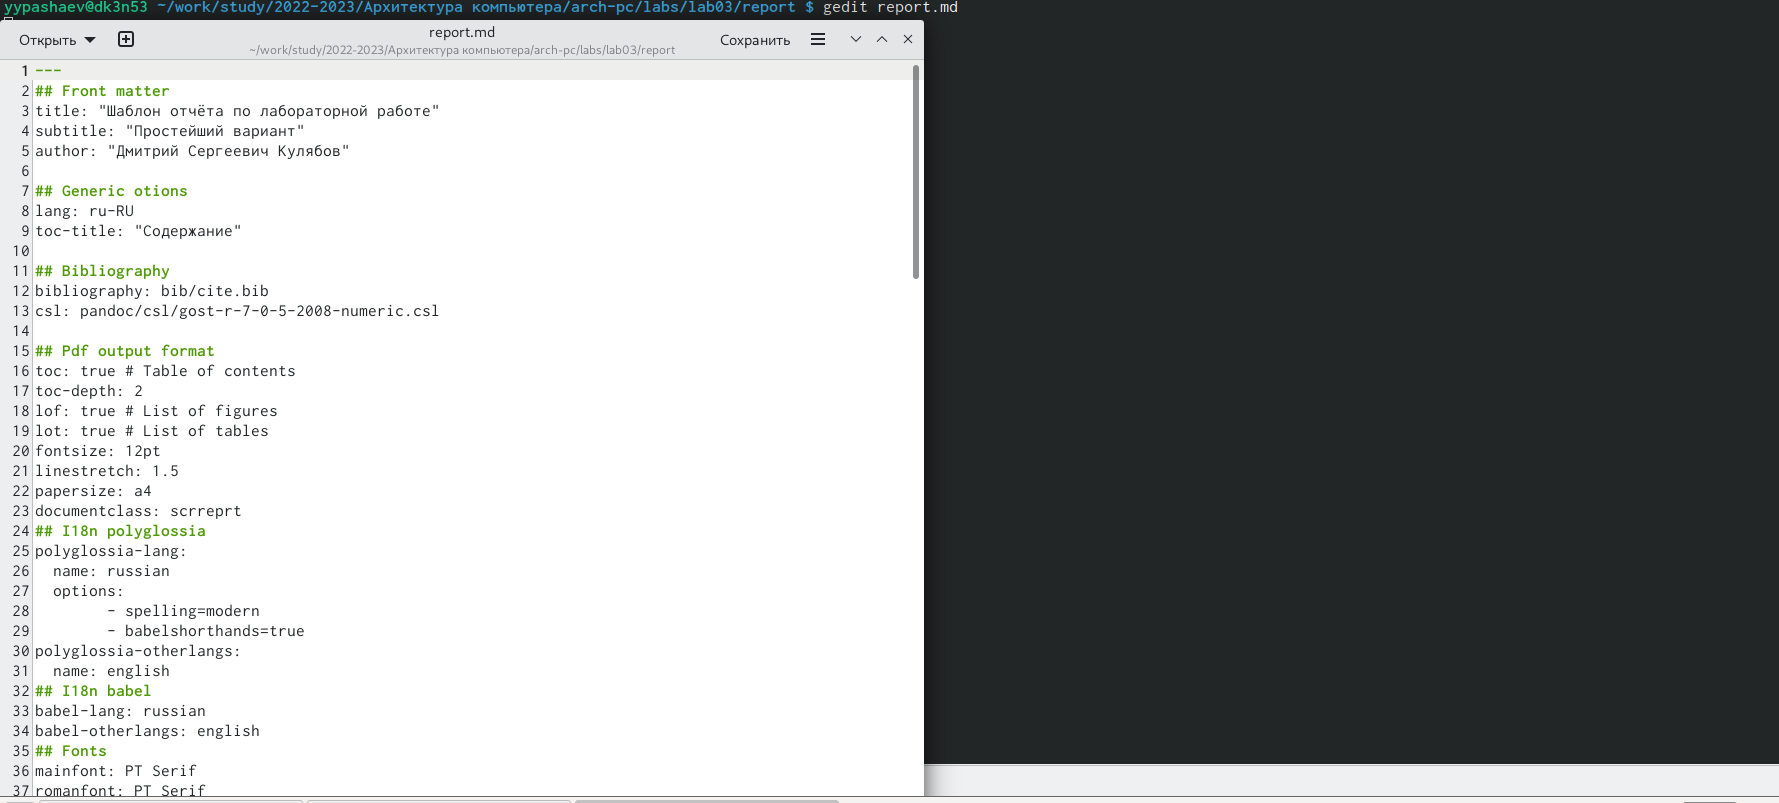 yypashaev@dk3n53 ~/work/study/2022-2023/Архитектура компьютера/arch-pc/labs/lab03/report $ gedit report.md
Открыть
report.md
~/work/study/2022-2023/Архитектура компьютера/arch-pc/labs/lab03/report
Сохранить
1 ---
2 ## Front matter
3 title: "Шаблон отчёта по лабораторной работе"
4 subtitle: "Простейший вариант"
5 author: "Дмитрий Сергеевич Кулябов"
6
7 ## Generic otions
8 lang: ru-RU
9 toc-title: "Содержание"
10
11 ## Bibliography
12 bibliography: bib/cite.bib
13 csl: pandoc/csl/gost-r-7-0-5-2008-numeric.csl
14
15 ## Pdf output format
16 toc: true # Table of contents
17 toc-depth: 2
18 lof: true # List of figures
19 lot: true # List of tables
20 fontsize: 12pt
21 linestretch: 1.5
22 papersize: a4
23 documentclass: scrreprt
24 ## I18n polyglossia
25 polyglossia-lang:
26   name: russian
27   options:
28         - spelling=modern
29         - babelshorthands=true
30 polyglossia-otherlangs:
31   name: english
32 ## I18n babel
33 babel-lang: russian
34 babel-otherlangs: english
35 ## Fonts
36 mainfont: PT Serif
37 romanfont: PT Serif